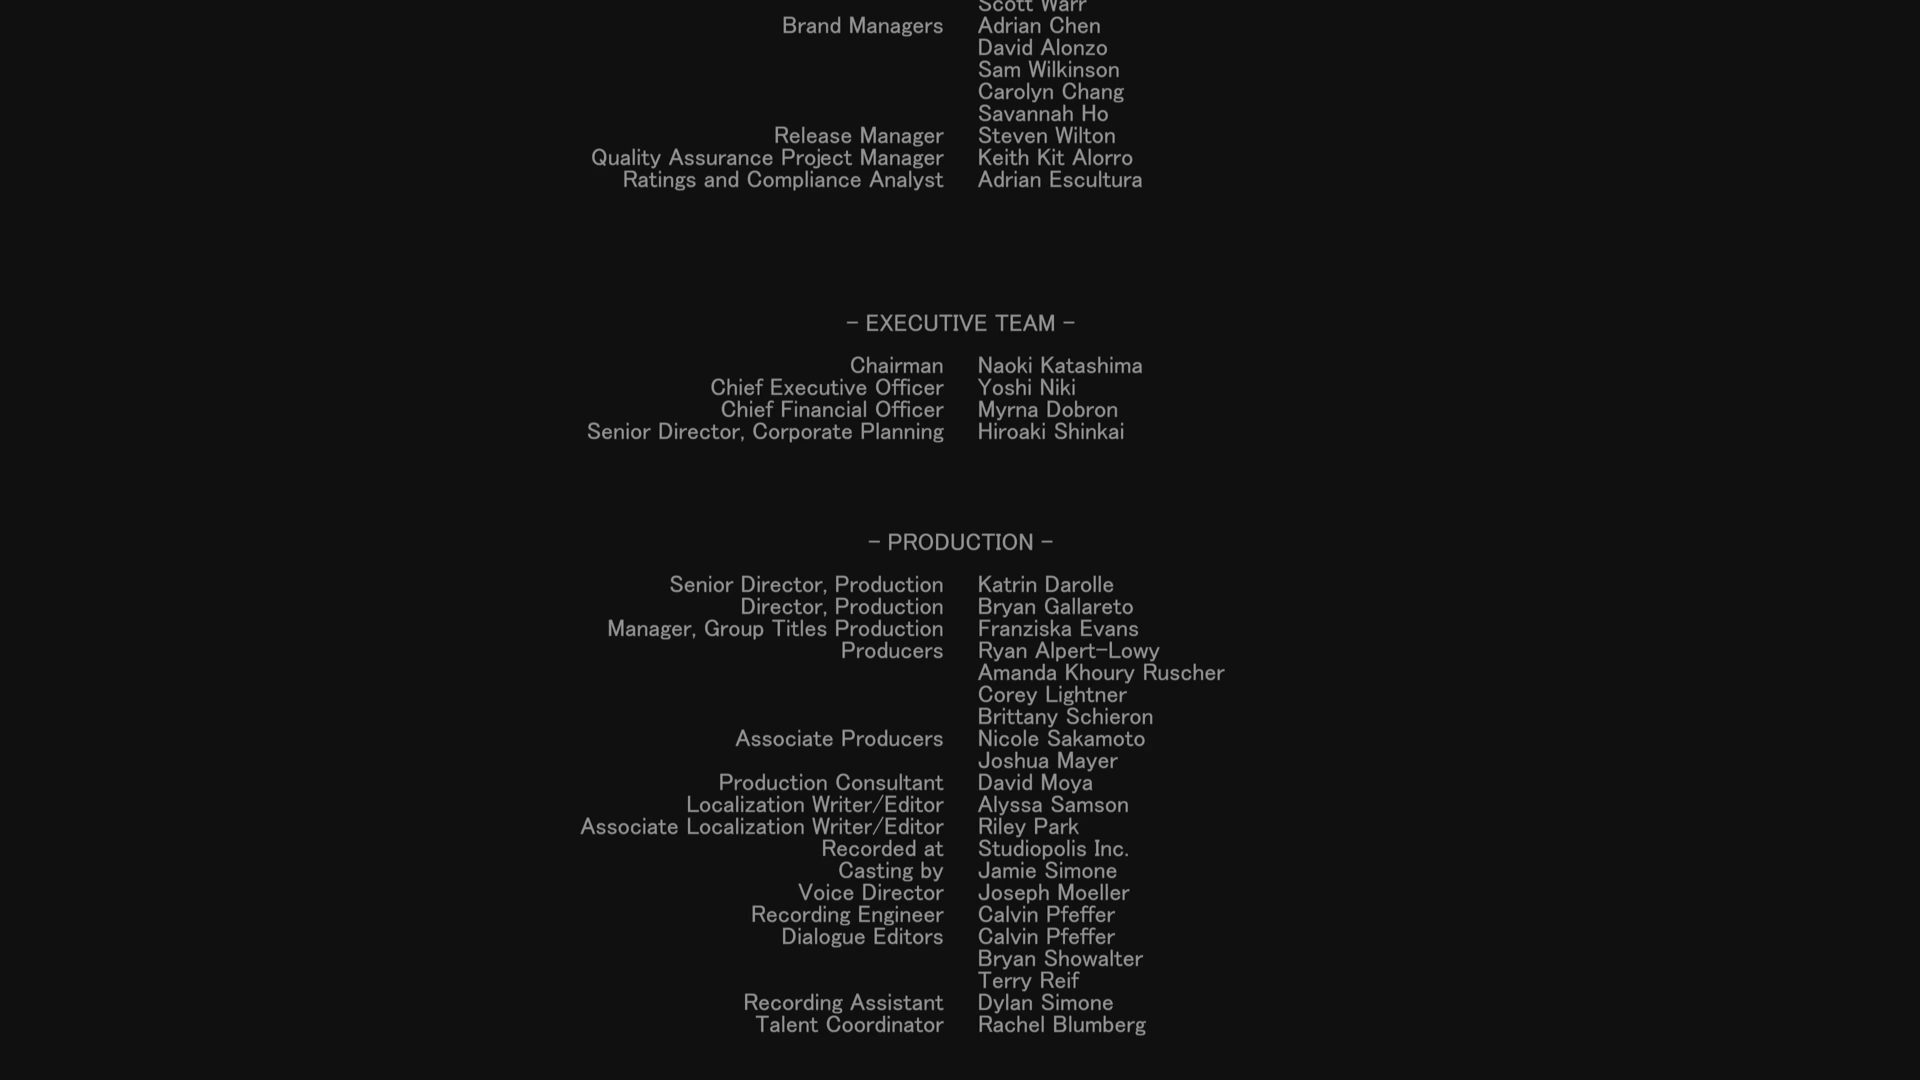 Scott Warr
Brand Managers Adrian Chen
David Alonzo
Sam Wilkinson
Carolyn Chang
Savannah Ho
Release Manager Steven Wilton
Quality Assurance Project Manager Keith Kit Alorro
Ratings and Compliance Analyst Adrian Escultura
- EXECUTIVE TEAM -
Chairman Naoki Katashima
Chief Executive Officer Yoshi Niki
Chief Financial Officer Myrna Dobron
Senior Director, Corporate Planning Hiroaki Shinkai
- PRODUCTION -
Senior Director, Production Katrin Darolle
Director, Production Bryan Gallareto
Manager, Group Titles Production Franziska Evans
Producers Ryan Alpert-Lowy
Amanda Khoury Ruscher
Corey Lightner
Brittany Schieron
Associate Producers Nicole Sakamoto
Joshua Mayer
Production Consultant David Moya
Localization Writer/Editor Alyssa Samson
Associate Localization Writer/Editor Riley Park
Recorded at Studiopolis Inc.
Casting by Jamie Simone
Voice Director Joseph Moeller
Recording Engineer Calvin Pfeffer
Dialogue Editors Calvin Pfeffer
Bryan Showalter
Terry Reif
Recording Assistant Dylan Simone
Talent Coordinator Rachel Blumberg